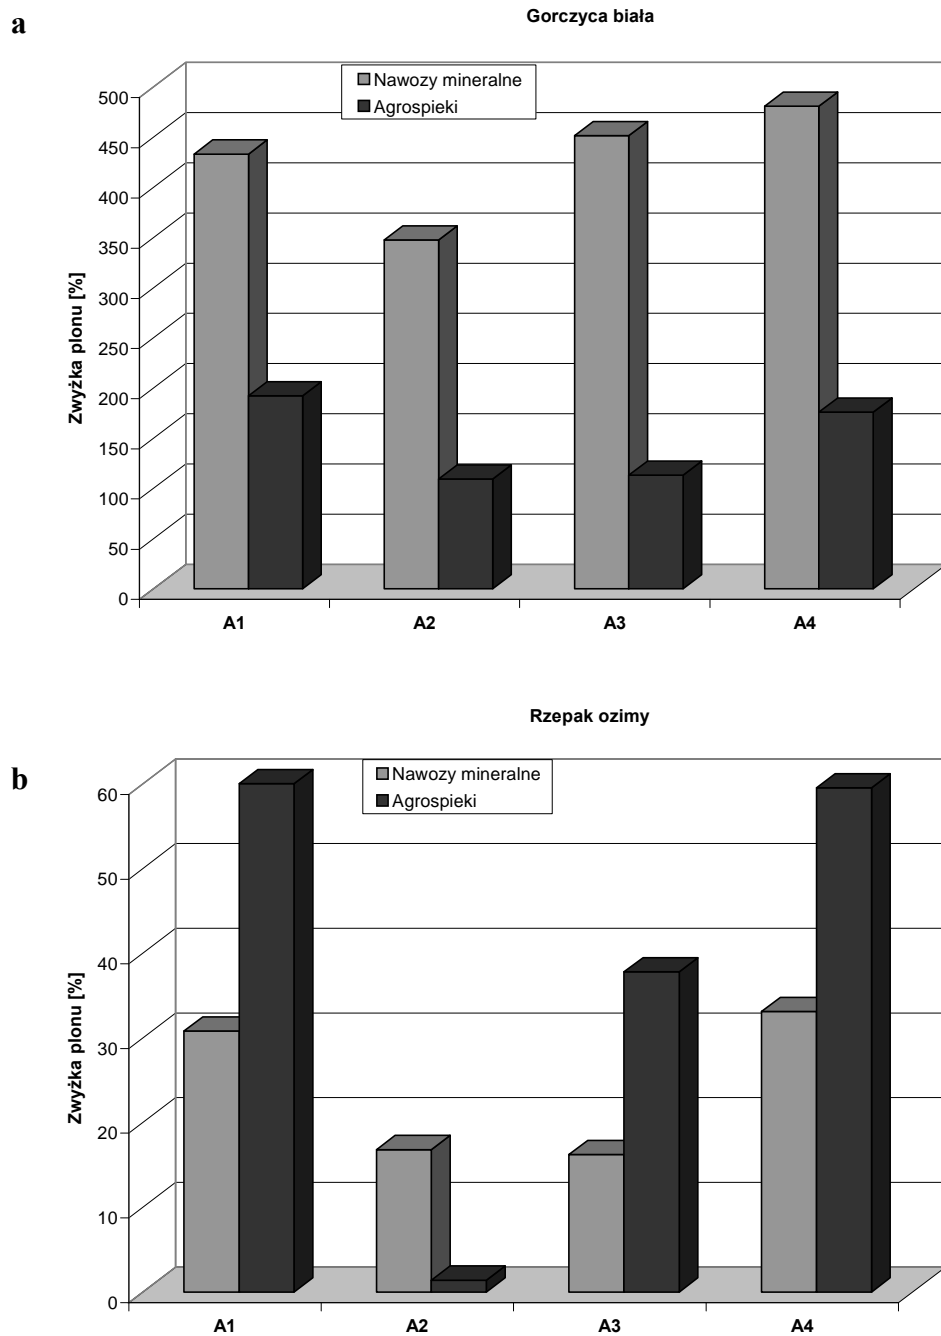 a
Gorczyca biała
Nawozy mineralne
Agrospieki
500
450
400
350
300
250
200
150
100
50
0
Zwyżka plonu [%]
A1 A2 A3 A4
Rzepak ozimy
b
Nawozy mineralne
Agrospieki
60
50
40
30
20
10
0
Zwyżka plonu [%]
A1 A2 A3 A4